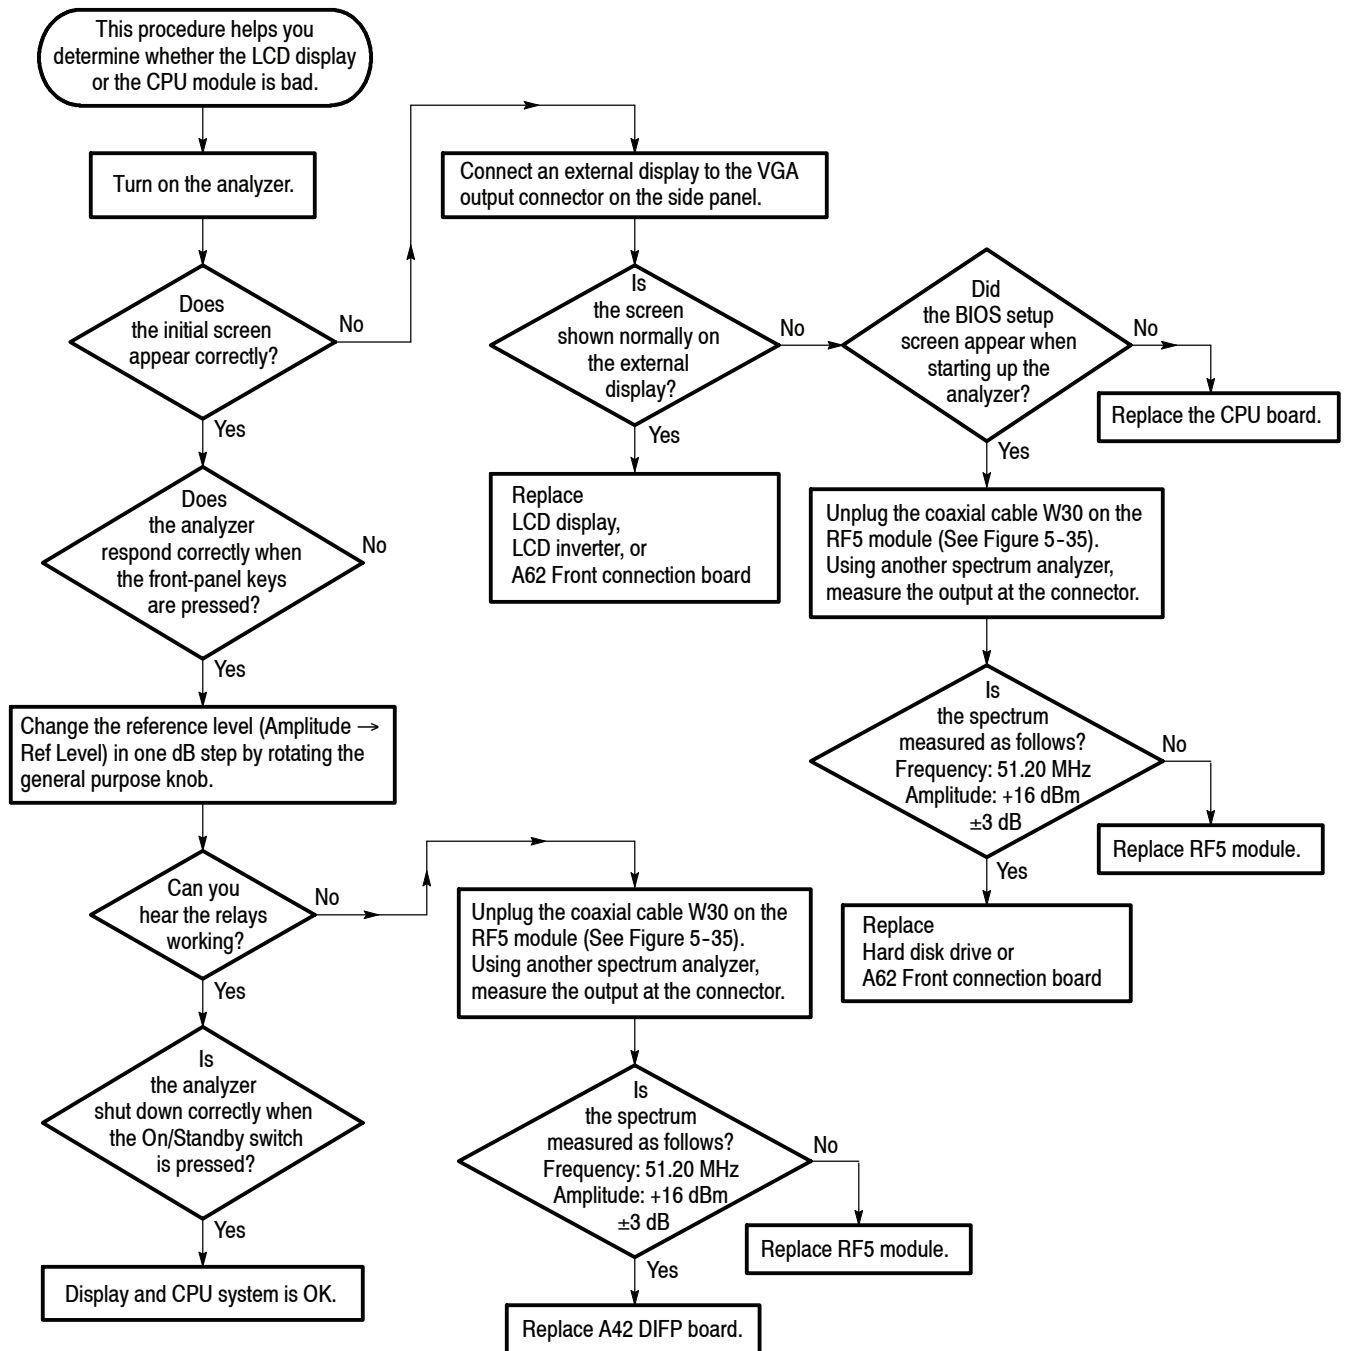 This procedure helps you
determine whether the LCD display
or the CPU module is bad.
Turn on the analyzer.
Does
the initial screen
appear correctly?
No
Yes
Does
the analyzer
respond correctly when
the front-panel keys
are pressed?
No
Yes
Change the reference level (Amplitude →
Ref Level) in one dB step by rotating the
general purpose knob.
Can you
hear the relays
working?
No
Yes
Is
the analyzer
shut down correctly when
the On/Standby switch
is pressed?
Yes
Display and CPU system is OK.
Connect an external display to the VGA
output connector on the side panel.
Is
the screen
shown normally on
the external
display?
No
Yes
Replace
LCD display,
LCD inverter, or
A62 Front connection board
Did
the BIOS setup
screen appear when
starting up the
analyzer?
No
Replace the CPU board.
Yes
Unplug the coaxial cable W30 on the
RF5 module (See Figure 5-35).
Using another spectrum analyzer,
measure the output at the connector.
Is
the spectrum
measured as follows?
Frequency: 51.20 MHz
Amplitude: +16 dBm
±3 dB
No
Replace RF5 module.
Yes
Replace
Hard disk drive or
A62 Front connection board
Unplug the coaxial cable W30 on the
RF5 module (See Figure 5-35).
Using another spectrum analyzer,
measure the output at the connector.
Is
the spectrum
measured as follows?
Frequency: 51.20 MHz
Amplitude: +16 dBm
±3 dB
No
Replace RF5 module.
Yes
Replace A42 DIFP board.